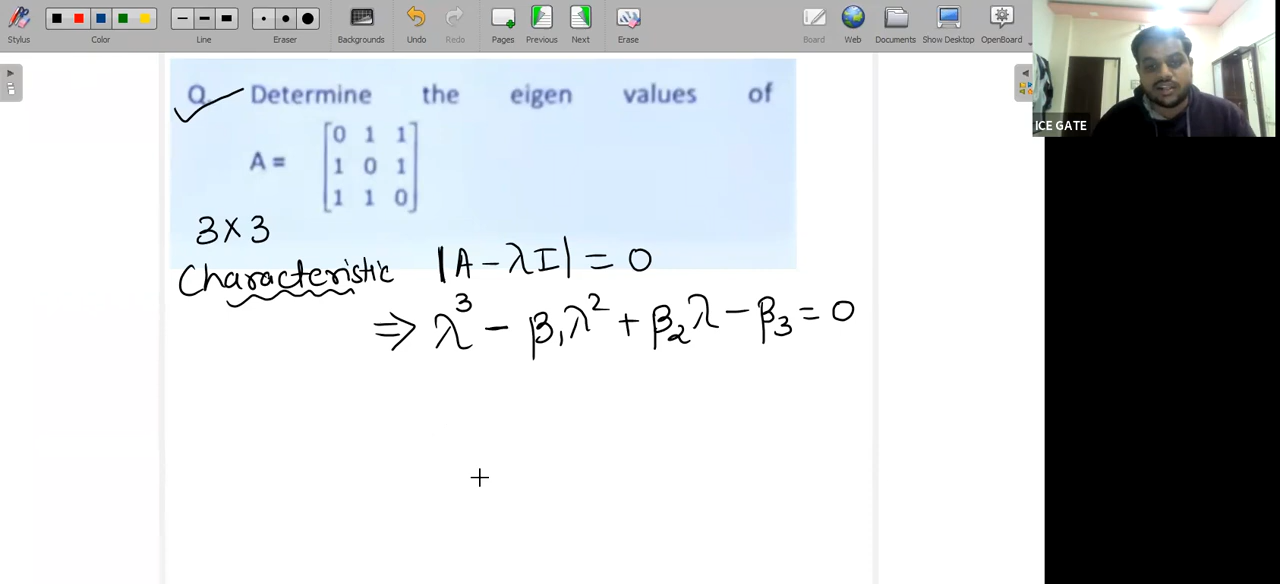 Stylus Color Line Eraser Backgrounds Undo Redo Pages Previous Next Erase Board Web Documents Show Desktop OpenBoard
ICE GATE
Q Determine the eigen values of
A = [0 1 1
1 0 1
1 1 0]
3 × 3
Characteristic |A - λI| = 0
⇒ λ³ - β₁λ² + β₂λ - β₃ = 0